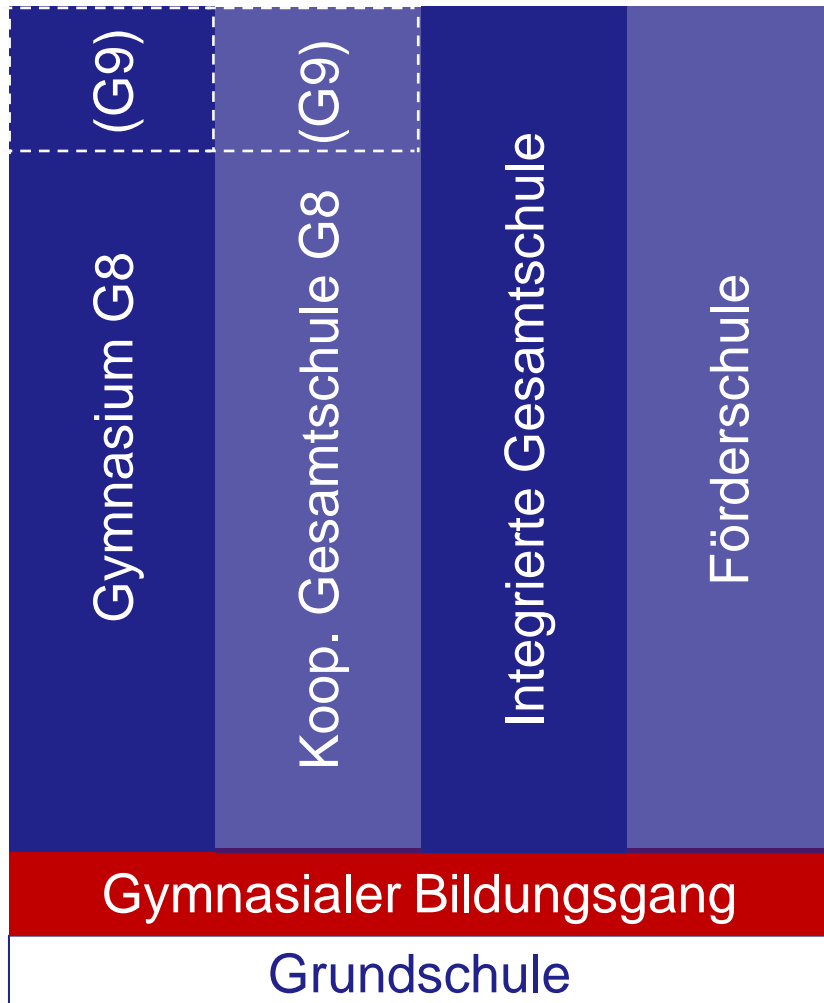 (G9)
Gymnasium G8
(G9)
Koop. Gesamtschule G8
Integrierte Gesamtschule
Förderschule
Gymnasialer Bildungsgang
Grundschule